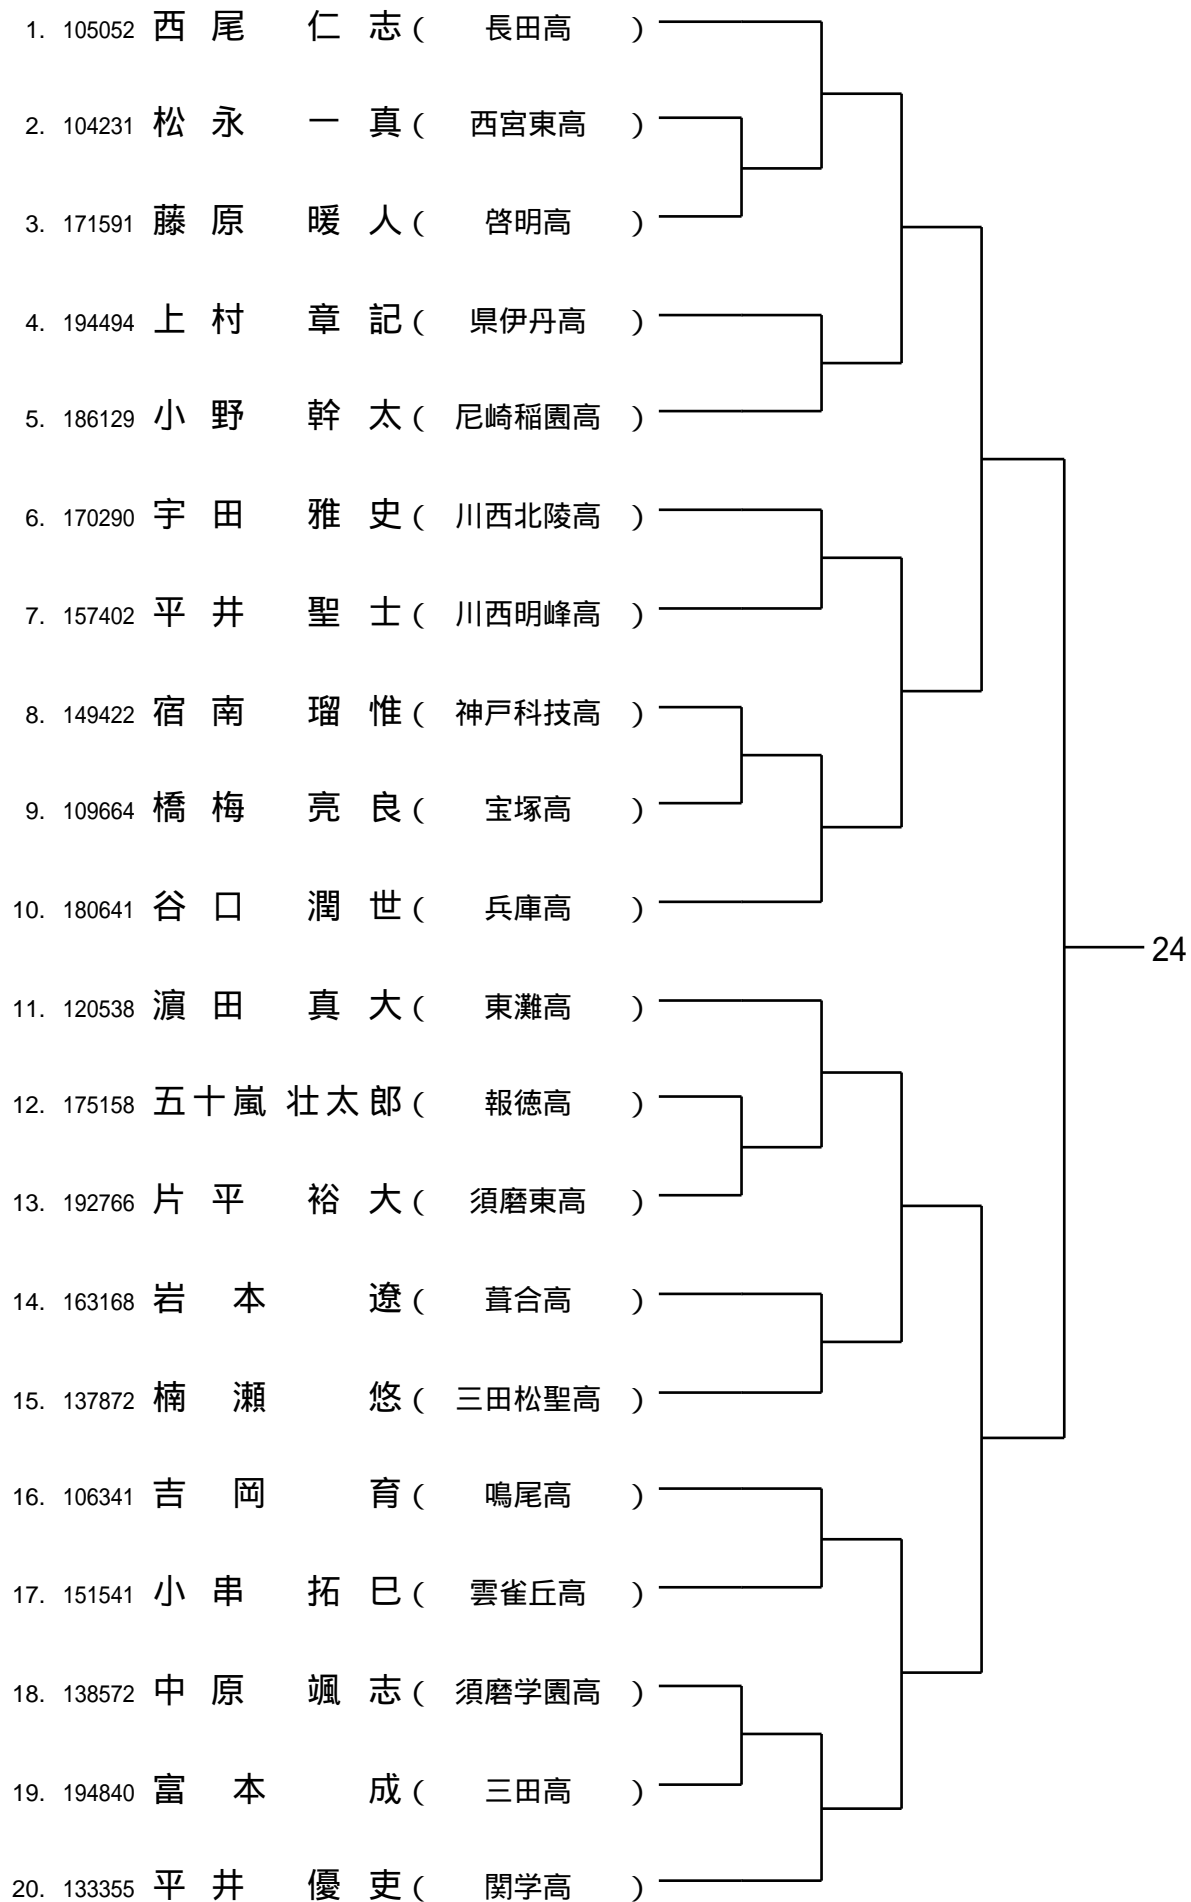 1. 105052 西尾 仁志 ( 長田高 )
2. 104231 松永 一真 ( 西宮東高 )
3. 171591 藤原 暖人 ( 啓明高 )
4. 194494 上村 章記 ( 県伊丹高 )
5. 186129 小野 幹太 ( 尼崎稲園高 )
6. 170290 宇田 雅史 ( 川西北陵高 )
7. 157402 平井 聖士 ( 川西明峰高 )
8. 149422 宿南 瑠惟 ( 神戸科技高 )
9. 109664 橋梅 亮良 ( 宝塚高 )
10. 180641 谷口 潤世 ( 兵庫高 )
24
11. 120538 濵田 真大 ( 東灘高 )
12. 175158 五十嵐 壮太郎 ( 報徳高 )
13. 192766 片平 裕大 ( 須磨東高 )
14. 163168 岩本 遼 ( 葺合高 )
15. 137872 楠瀬 悠 ( 三田松聖高 )
16. 106341 吉岡 育 ( 鳴尾高 )
17. 151541 小串 拓巳 ( 雲雀丘高 )
18. 138572 中原 颯志 ( 須磨学園高 )
19. 194840 富本 成 ( 三田高 )
20. 133355 平井 優吏 ( 関学高 )